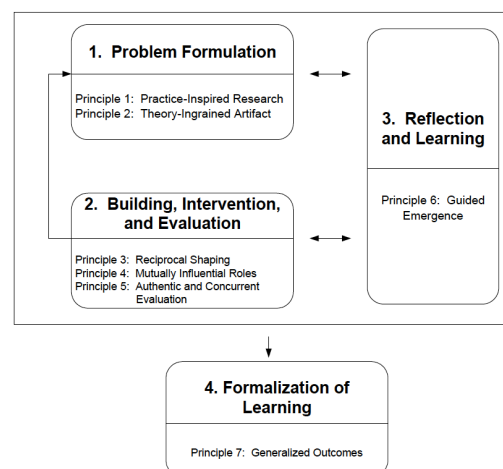 1. Problem Formulation
Principle 1: Practice-Inspired Research
Principle 2: Theory-Ingrained Artifact
2. Building, Intervention,
and Evaluation
Principle 3: Reciprocal Shaping
Principle 4: Mutually Influential Roles
Principle 5: Authentic and Concurrent
Evaluation
3. Reflection
and Learning
Principle 6: Guided
Emergence
4. Formalization of
Learning
Principle 7: Generalized Outcomes